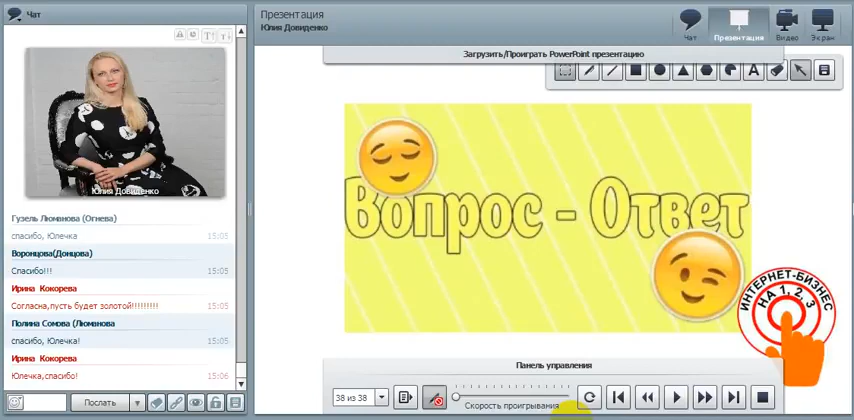 Чат
Юлия Довиденко
Гузель Люманова (Огнева)
спасибо, Юлечка 15:05
Воронцова(Донцова)
Спасибо!!! 15:05
Ирина Кокорева
Согласна,пусть будет золотой!!!!!!!!! 15:05
Полина Сомова (Люманова
спасибо, Юлечка! 15:05
Ирина Кокорева
Юлечка,спасибо! 15:06
Послать
Презентация
Юлия Довиденко
Чат
Презентация
Видео
Экран
Загрузить/Проиграть PowerPoint презентацию
Вопрос - Ответ
ИНТЕРНЕТ-БИЗНЕС
НА 1, 2, 3
Панель управления
38 из 38
Скорость проигрывания